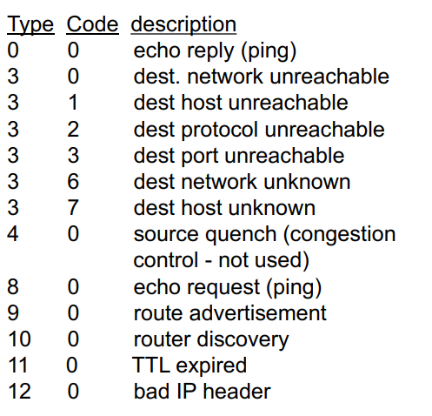 Type Code description
0 0 echo reply (ping)
3 0 dest. network unreachable
3 1 dest host unreachable
3 2 dest protocol unreachable
3 3 dest port unreachable
3 6 dest network unknown
3 7 dest host unknown
4 0 source quench (congestion
control - not used)
8 0 echo request (ping)
9 0 route advertisement
10 0 router discovery
11 0 TTL expired
12 0 bad IP header